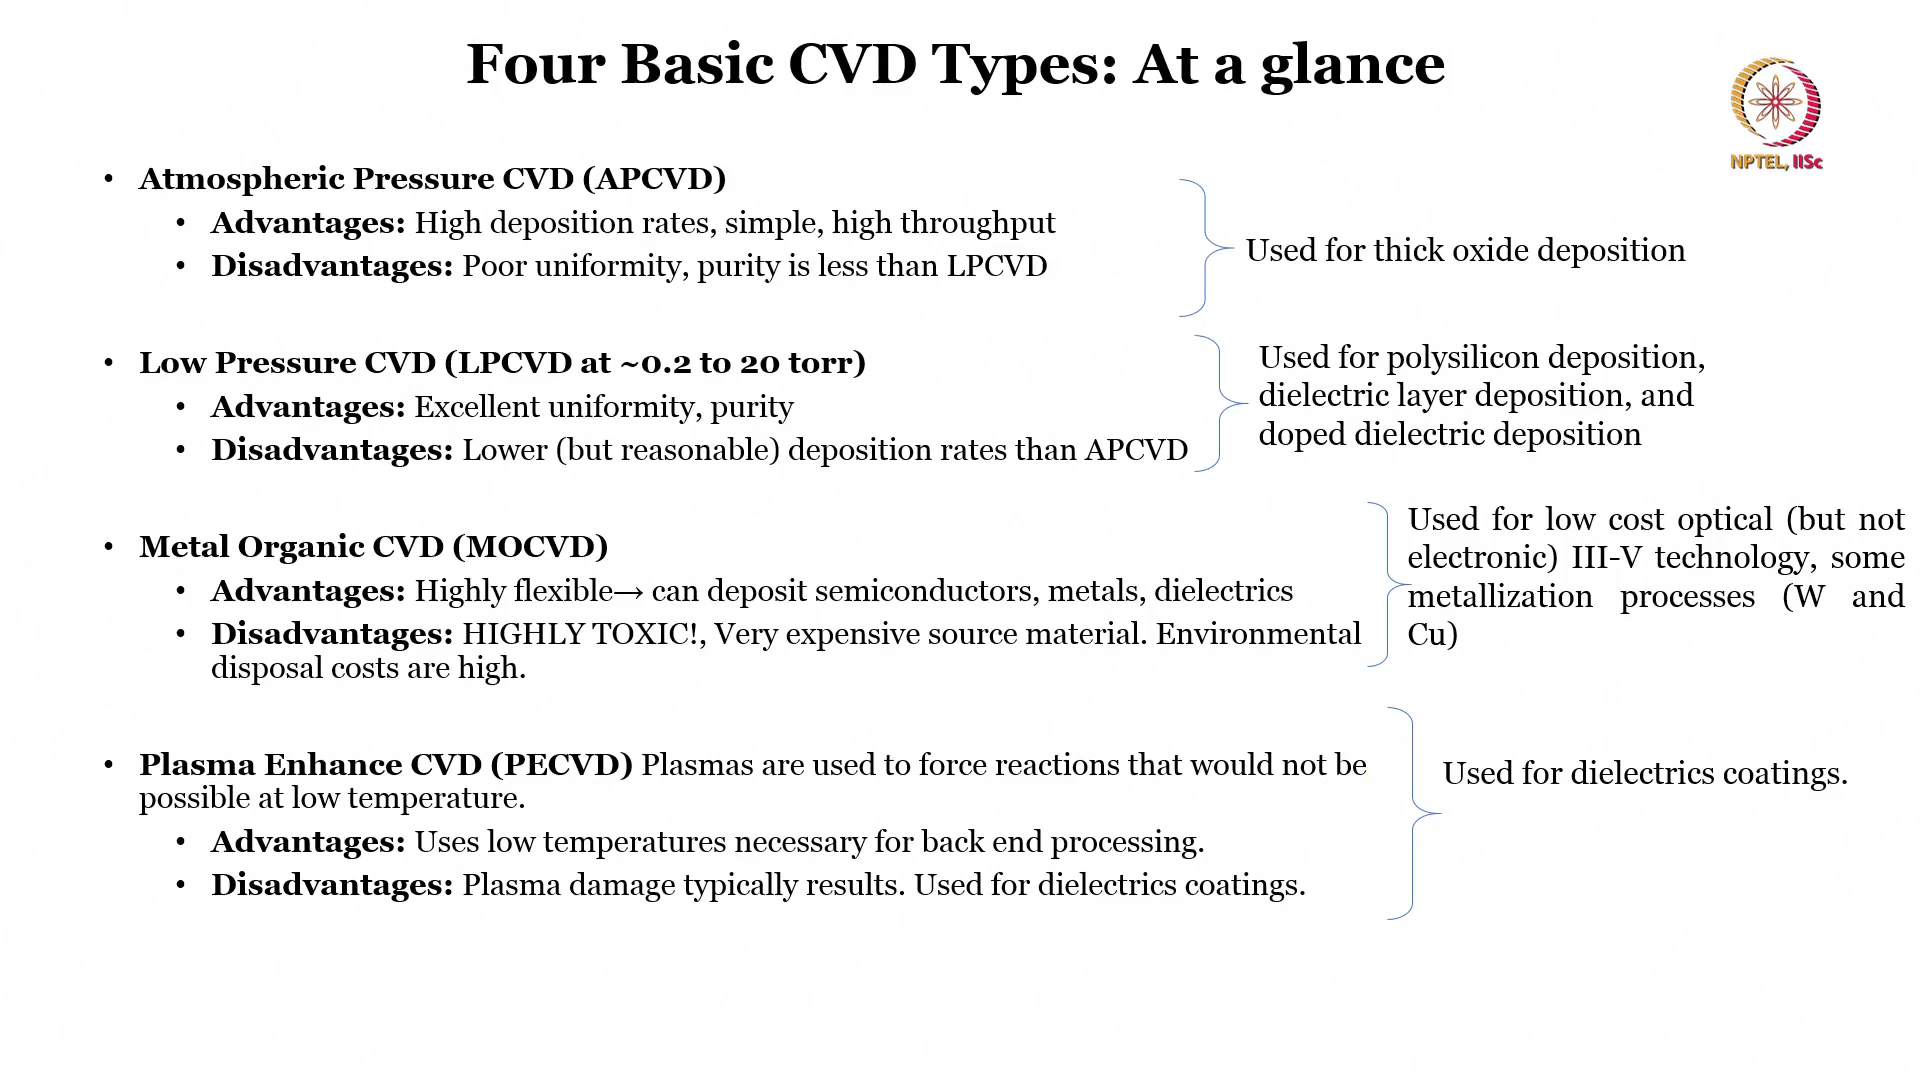 Four Basic CVD Types: At a glance
NPTEL, IISc
• Atmospheric Pressure CVD (APCVD)
• Advantages: High deposition rates, simple, high throughput
• Disadvantages: Poor uniformity, purity is less than LPCVD
Used for thick oxide deposition
• Low Pressure CVD (LPCVD at ~0.2 to 20 torr)
• Advantages: Excellent uniformity, purity
• Disadvantages: Lower (but reasonable) deposition rates than APCVD
Used for polysilicon deposition,
dielectric layer deposition, and
doped dielectric deposition
• Metal Organic CVD (MOCVD)
• Advantages: Highly flexible→ can deposit semiconductors, metals, dielectrics
• Disadvantages: HIGHLY TOXIC!, Very expensive source material. Environmental
disposal costs are high.
Used for low cost optical (but not
electronic) III-V technology, some
metallization processes (W and
Cu)
• Plasma Enhance CVD (PECVD) Plasmas are used to force reactions that would not be
possible at low temperature.
• Advantages: Uses low temperatures necessary for back end processing.
• Disadvantages: Plasma damage typically results. Used for dielectrics coatings.
Used for dielectrics coatings.